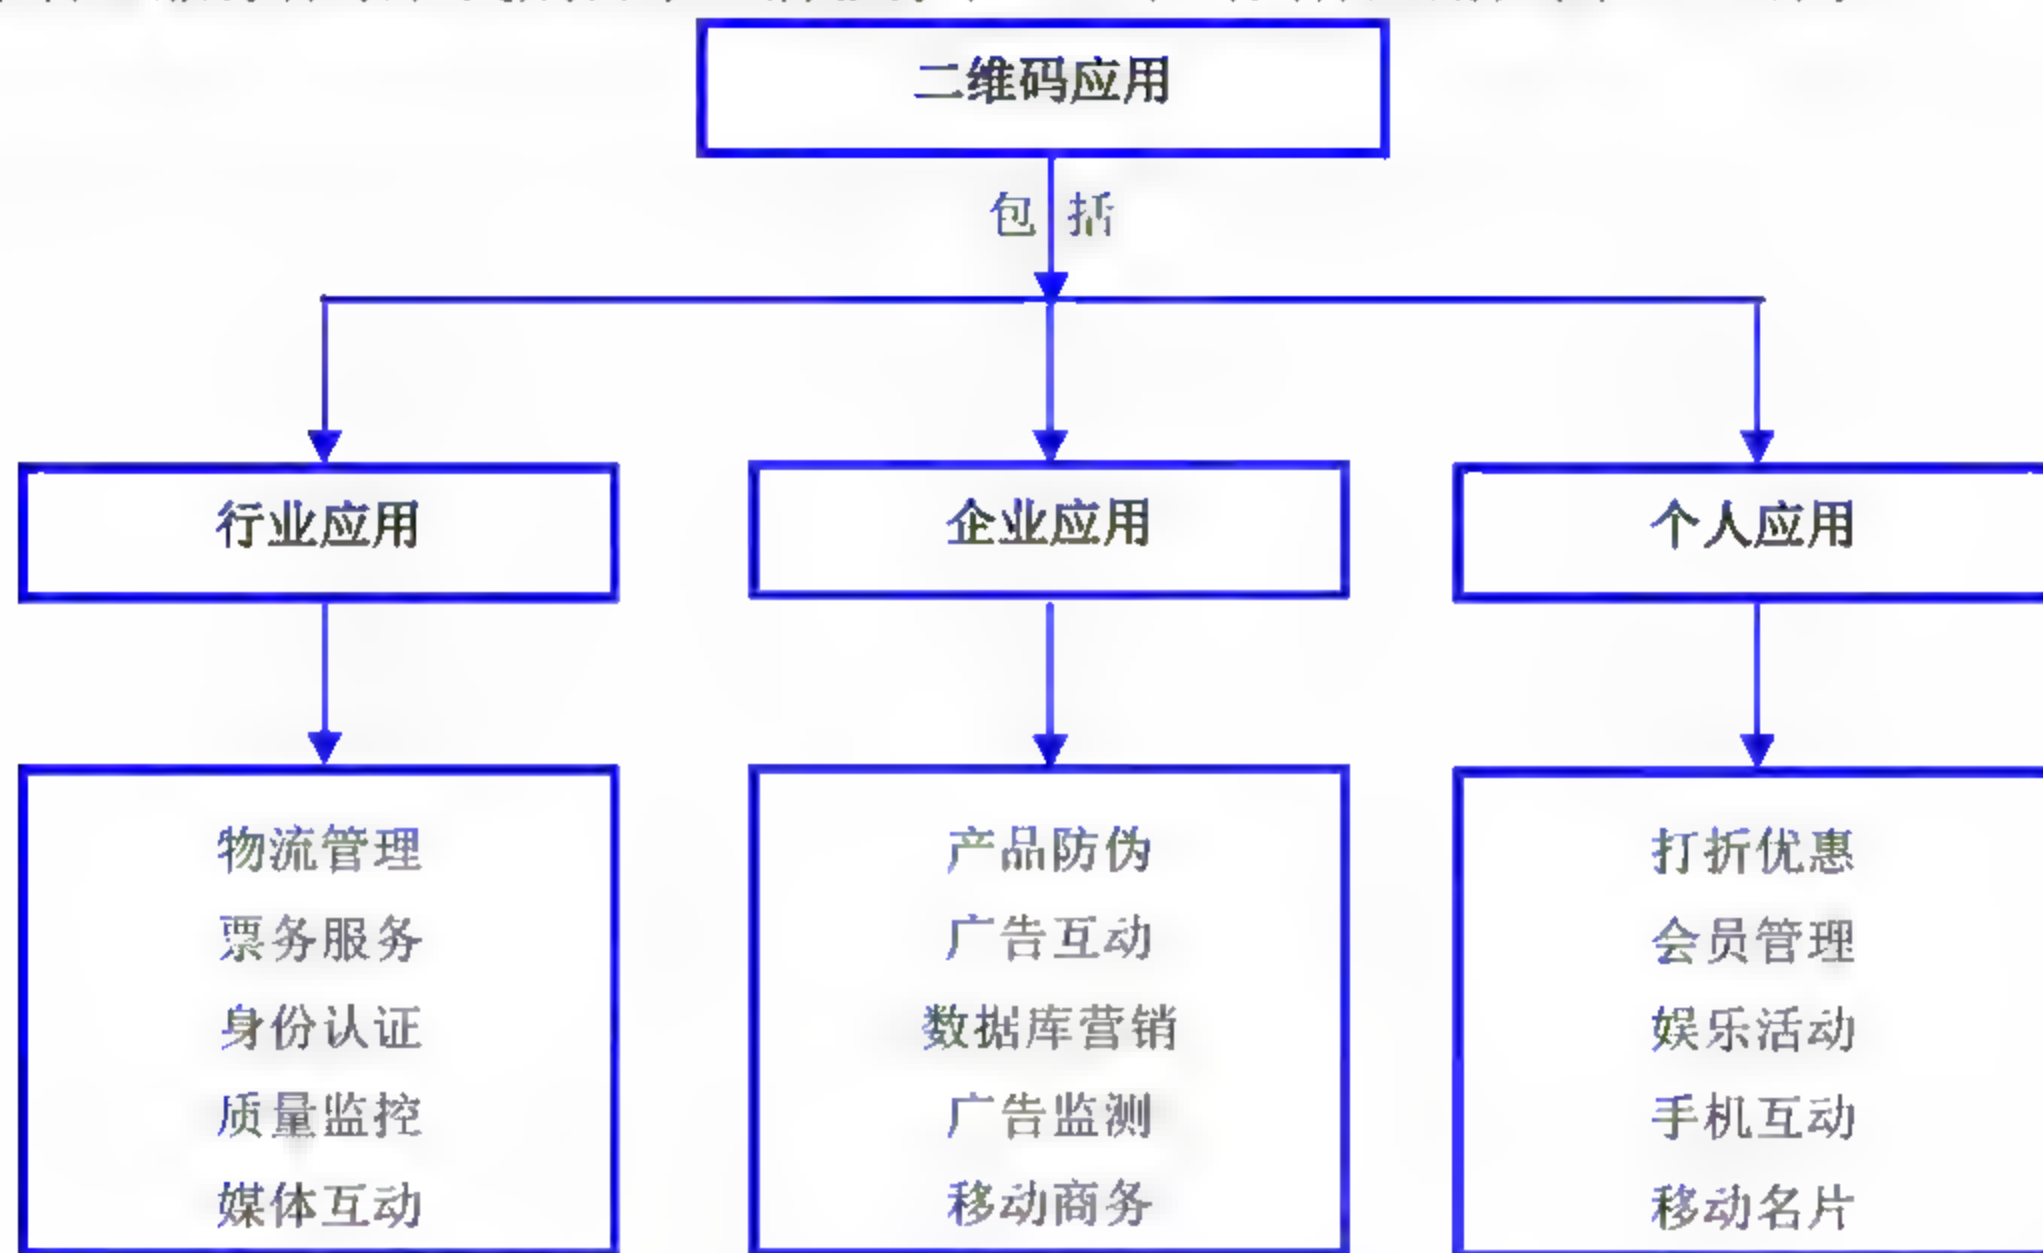 二维码应用
包括
行业应用
企业应用
个人应用
物流管理
票务服务
身份认证
质量监控
媒体互动
产品防伪
广告互动
数据库营销
广告监测
移动商务
打折优惠
会员管理
娱乐活动
手机互动
移动名片